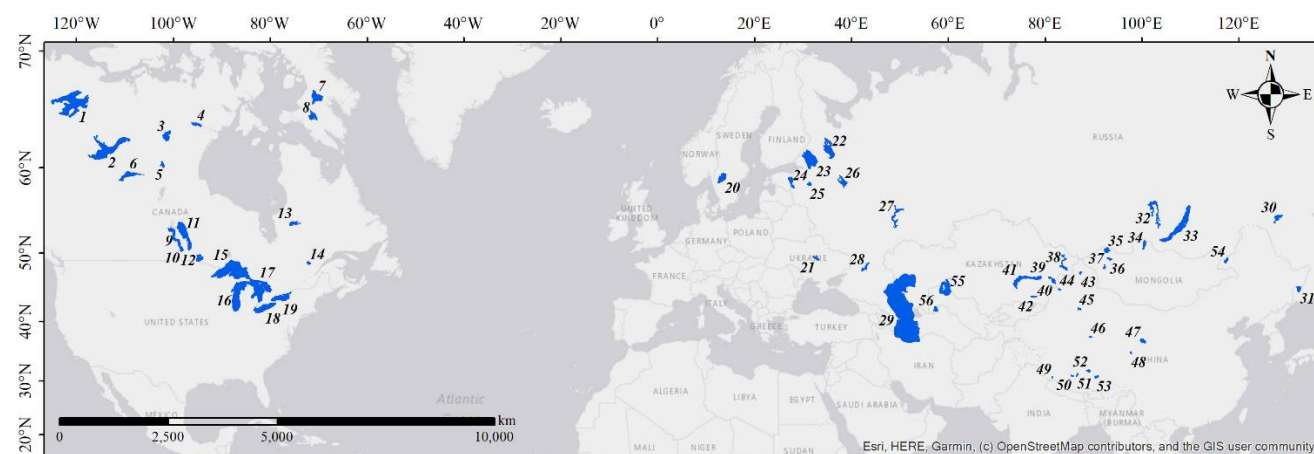 120°W 100°W 80°W 60°W 40°W 20°W 0° 20°E 40°E 60°E 80°E 100°E 120°E
70°N
60°N
50°N
40°N
30°N
20°N
N
W E
S
1
2
3
4
5
6
7
8
CANADA
9
10
11
12
13
14
15
16
17
18
19
UNITED STATES
MÉXICO
Atlantic
NORWAY
SWEDEN
FINLAND
RUSSIA
20
22
23
24
25
26
UNITED
KINGDOM
GERMANY
POLAND
UKRAINE
FRANCE
ITALY
GREECE
TURKEY
21
27
28
29
KAZAKHSTAN
55
56
30
31
32
33
34
35
36
37
38
39
40
41
42
43
44
45
46
47
48
49
50
51
52
53
54
MONGOLIA
CHINA
IRAN
INDIA
MYANMAR
(BURMA)
ALGERIA
LIBYA
EGYPT
SAUDI ARABIA
MALI
NIGER
SUDAN
km
0 2,500 5,000 10,000
Esri, HERE, Garmin, (c) OpenStreetMap contributors, and the GIS user community